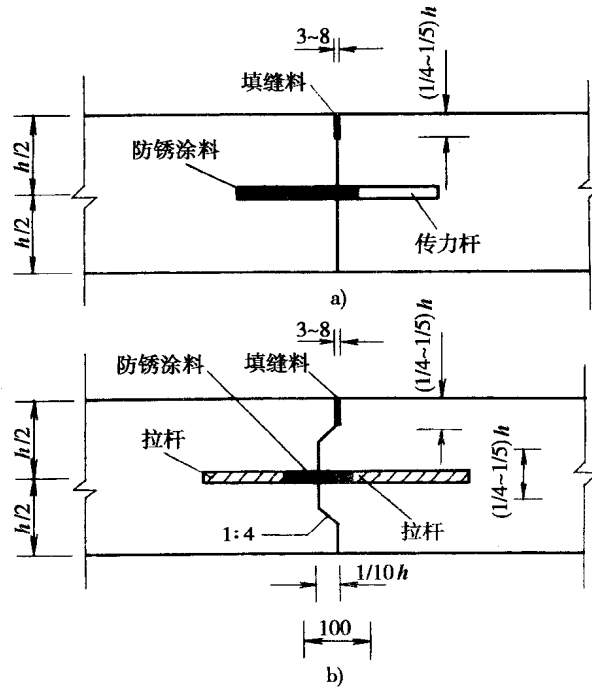 3~8
(1/4~1/5)h
填缝料
h/2
防锈涂料
h/2
传力杆
a)
3~8
(1/4~1/5)h
防锈涂料
填缝料
h/2
拉杆
(1/4~1/5)h
h/2
1:4
拉杆
1/10h
100
b)